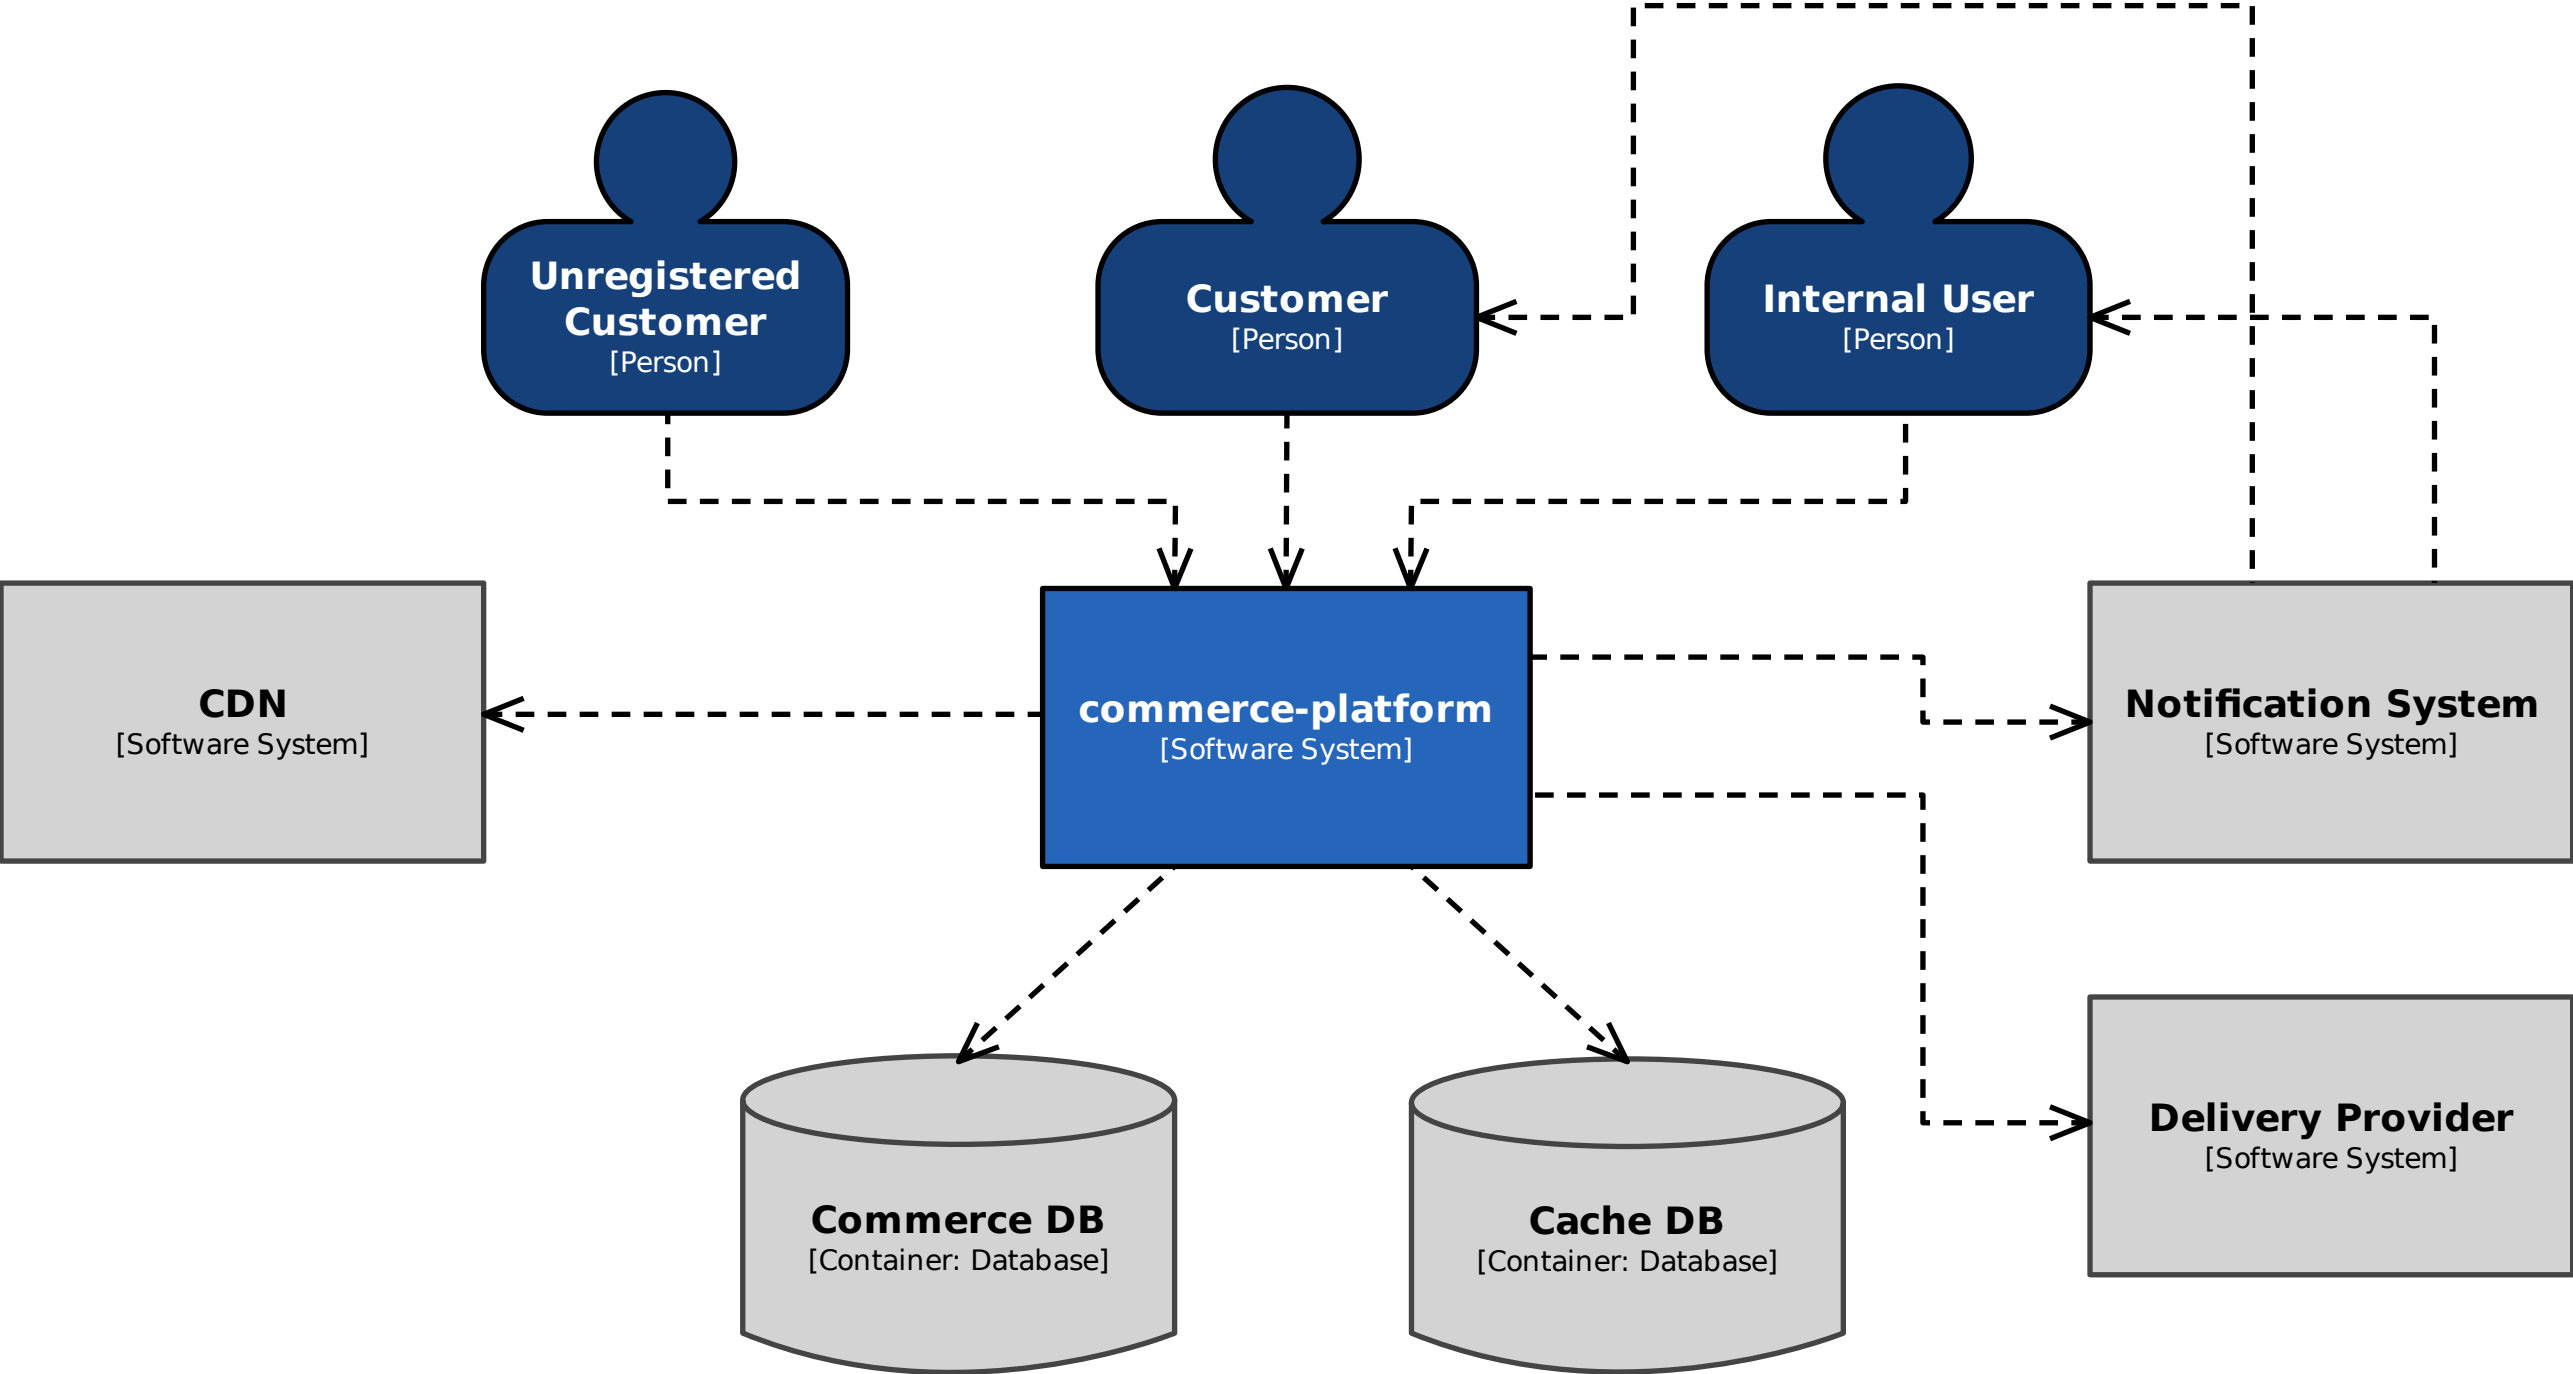 Unregistered
Customer
[Person]
Customer
[Person]
Internal User
[Person]
CDN
[Software System]
commerce-platform
[Software System]
Notification System
[Software System]
Delivery Provider
[Software System]
Commerce DB
[Container: Database]
Cache DB
[Container: Database]